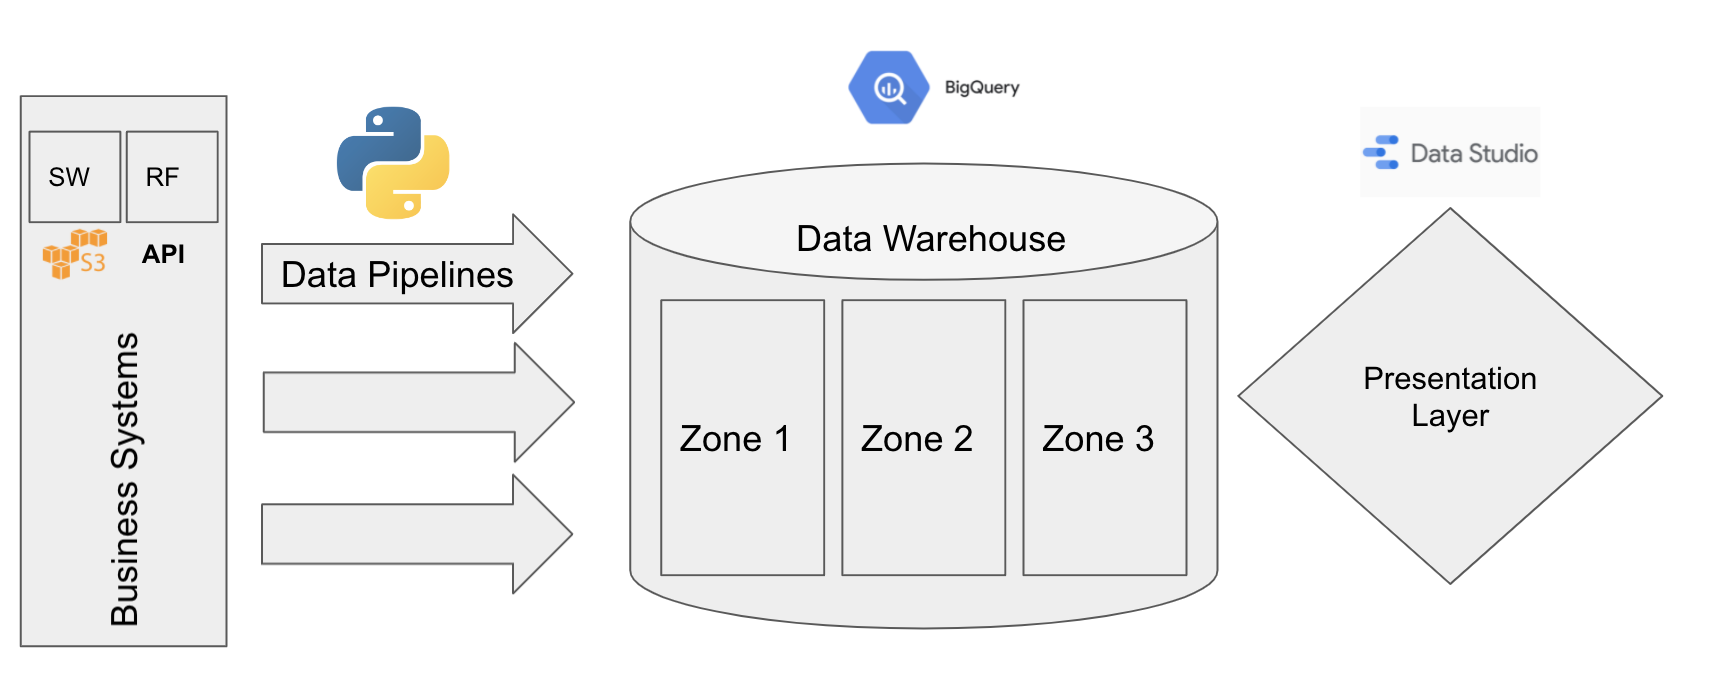 SW
RF
S3
API
Business Systems
Data Pipelines
BigQuery
Data Warehouse
Zone 1
Zone 2
Zone 3
Data Studio
Presentation
Layer